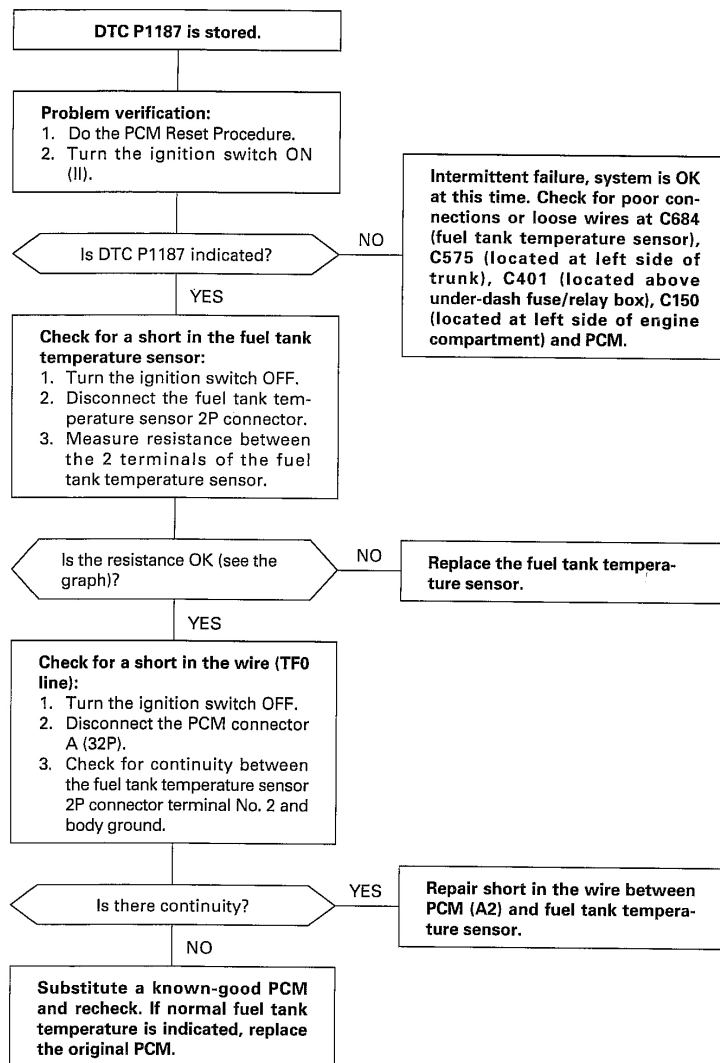 DTC P1187 is stored.
Problem verification:
1. Do the PCM Reset Procedure.
2. Turn the ignition switch ON
(II).
Is DTC P1187 indicated?
NO
Intermittent failure, system is OK
at this time. Check for poor con-
nections or loose wires at C684
(fuel tank temperature sensor),
C575 (located at left side of
trunk), C401 (located above
under-dash fuse/relay box), C150
(located at left side of engine
compartment) and PCM.
YES
Check for a short in the fuel tank
temperature sensor:
1. Turn the ignition switch OFF.
2. Disconnect the fuel tank tem-
perature sensor 2P connector.
3. Measure resistance between
the 2 terminals of the fuel
tank temperature sensor.
Is the resistance OK (see the
graph)?
NO
Replace the fuel tank tempera-
ture sensor.
YES
Check for a short in the wire (TF0
line):
1. Turn the ignition switch OFF.
2. Disconnect the PCM connector
A (32P).
3. Check for continuity between
the fuel tank temperature sensor
2P connector terminal No. 2 and
body ground.
Is there continuity?
YES
Repair short in the wire between
PCM (A2) and fuel tank tempera-
ture sensor.
NO
Substitute a known-good PCM
and recheck. If normal fuel tank
temperature is indicated, replace
the original PCM.